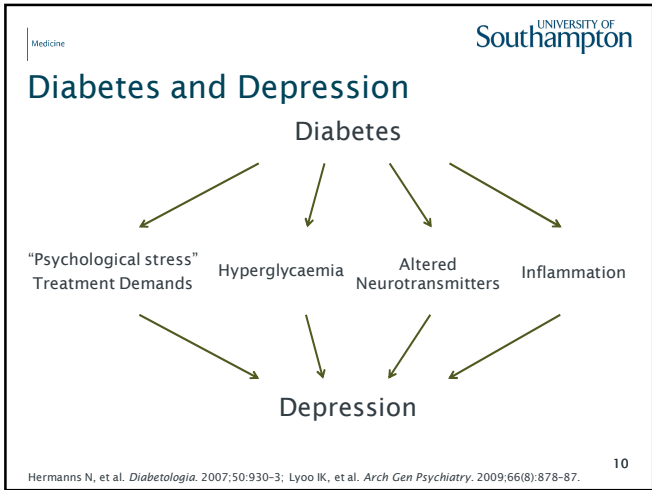 Medicine
UNIVERSITY OF
Southampton
Diabetes and Depression
Diabetes
“Psychological stress”
Treatment Demands
Hyperglycaemia
Altered
Neurotransmitters
Inflammation
Depression
10
Hermanns N, et al. Diabetologia. 2007;50:930–3; Lyoo IK, et al. Arch Gen Psychiatry. 2009;66(8):878–87.